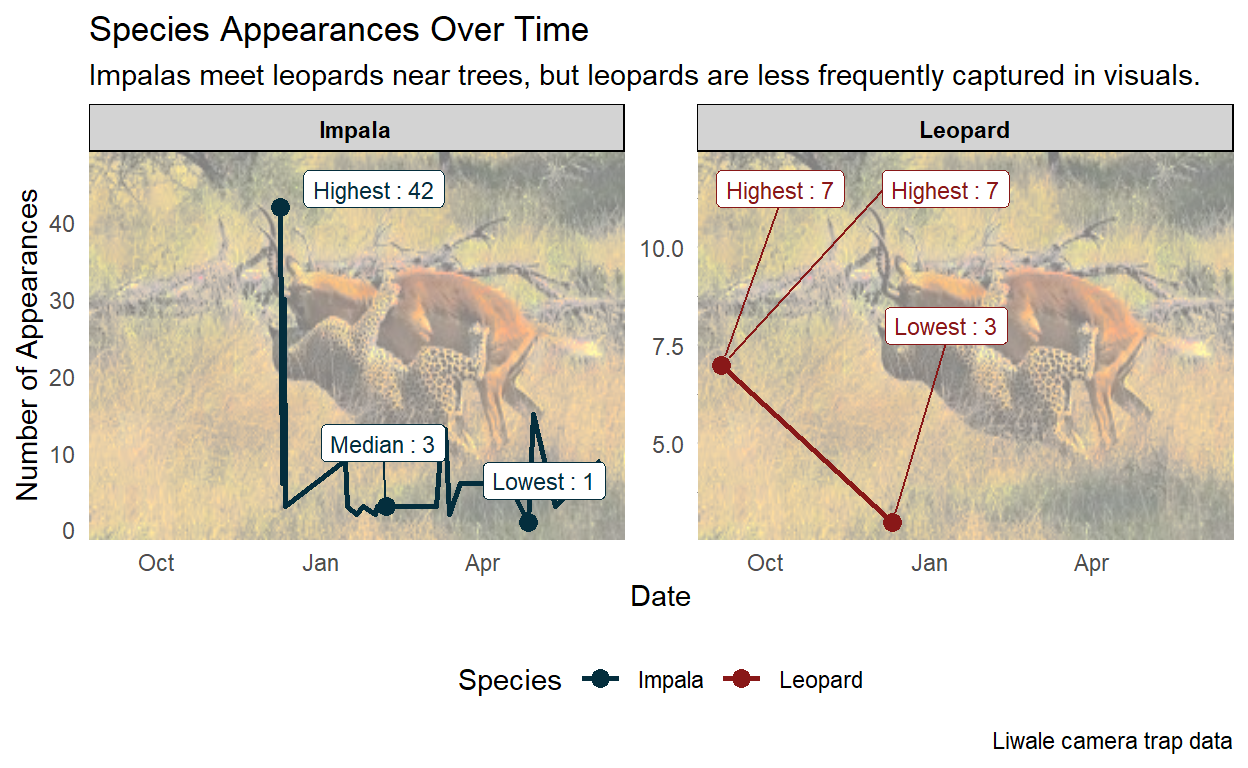 Species Appearances Over Time
Impalas meet leopards near trees, but leopards are less frequently captured in visuals.
Impala
Leopard
Number of Appearances
40
30
20
10
0
Highest : 42
Median : 3
Lowest : 1
Oct
Jan
Apr
10.0
7.5
5.0
Highest : 7
Highest : 7
Lowest : 3
Oct
Jan
Apr
Date
Species
Impala
Leopard
Liwale camera trap data